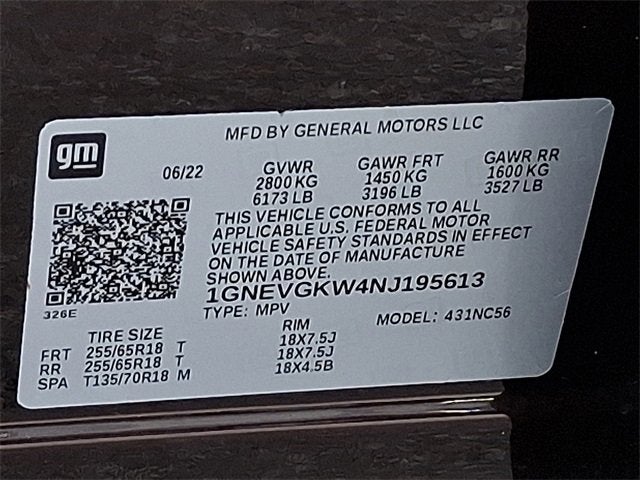 MFD BY GENERAL MOTORS LLC
gm
06/22
GVWR GAWR FRT GAWR RR
2800 KG 1450 KG 1600 KG
6173 LB 3196 LB 3527 LB
THIS VEHICLE CONFORMS TO ALL
APPLICABLE U.S. FEDERAL MOTOR
VEHICLE SAFETY STANDARDS IN EFFECT
ON THE DATE OF MANUFACTURE
SHOWN ABOVE.
1GNEVGKW4NJ195613
326E
TYPE: MPV MODEL: 431NC56
TIRE SIZE RIM
FRT 255/65R18 T 18X7.5J
RR 255/65R18 T 18X7.5J
SPA T135/70R18 M 18X4.5B